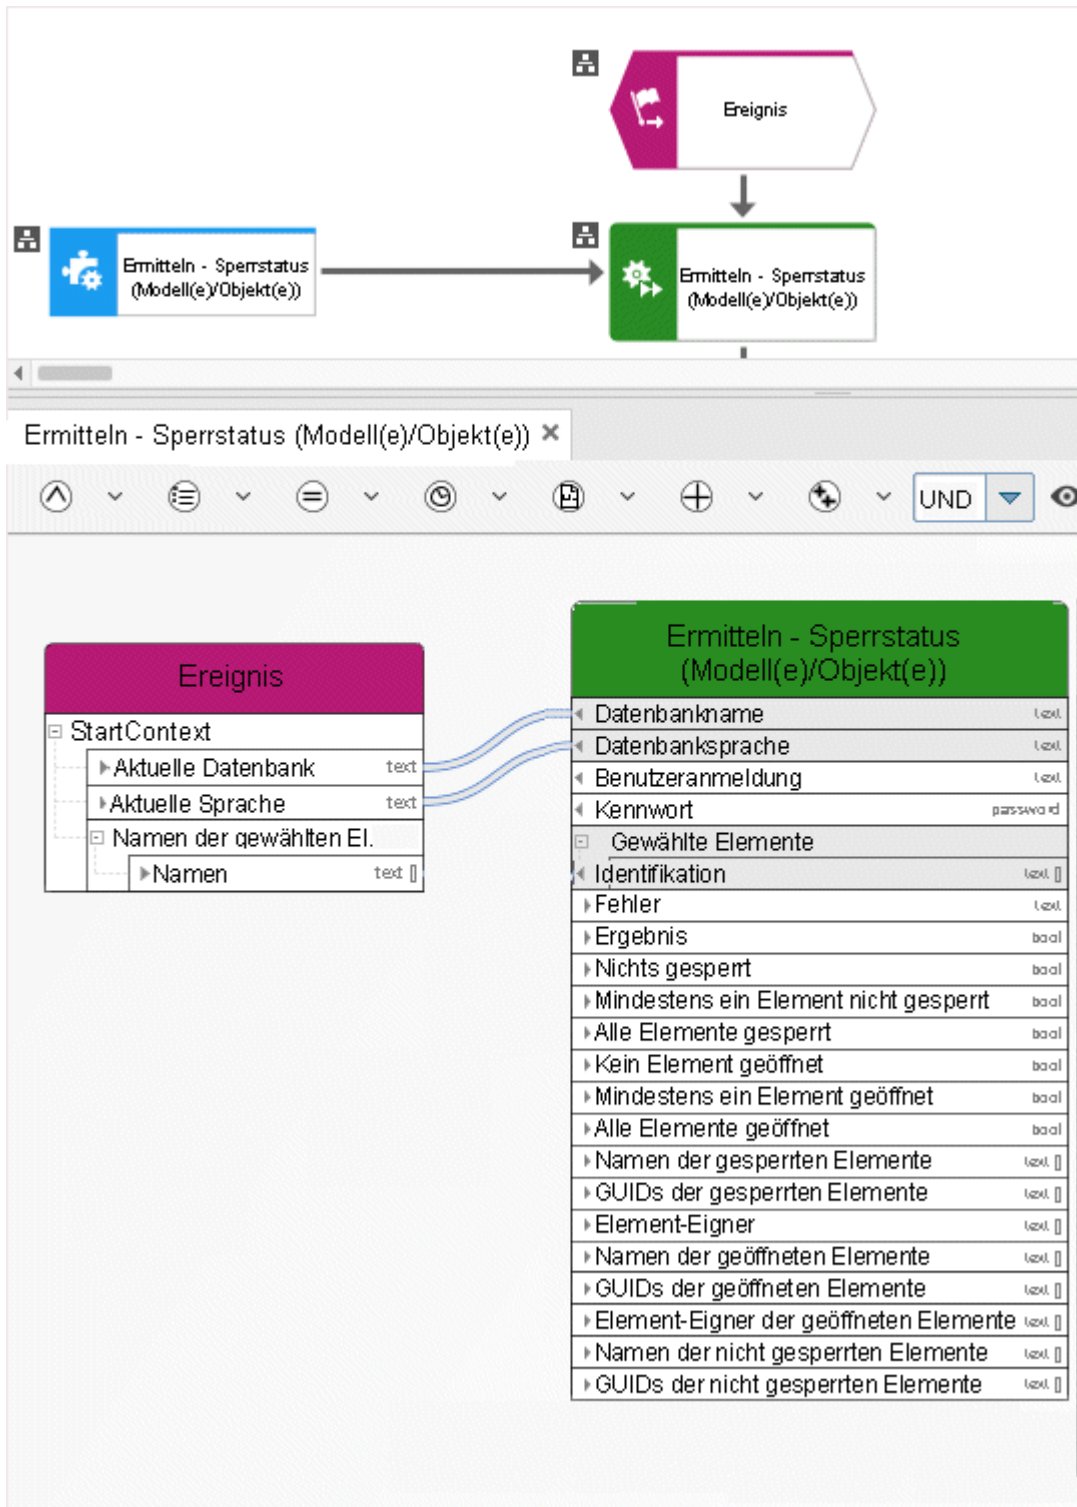 Ereignis
Ermitteln - Sperrstatus
(Modell(e)/Objekt(e))
Ermitteln - Sperrstatus
(Modell(e)/Objekt(e))
Ermitteln - Sperrstatus (Modell(e)/Objekt(e))
UND
Ereignis
StartContext
Aktuelle Datenbank text
Aktuelle Sprache text
Namen der gewählten El.
Namen text []
Ermitteln - Sperrstatus
(Modell(e)/Objekt(e))
Datenbankname text
Datenbanksprache text
Benutzeranmeldung text
Kennwort password
Gewählte Elemente
Identifikation text []
Fehler text
Ergebnis bool
Nichts gesperrt bool
Mindestens ein Element nicht gesperrt bool
Alle Elemente gesperrt bool
Kein Element geöffnet bool
Mindestens ein Element geöffnet bool
Alle Elemente geöffnet bool
Namen der gesperrten Elemente text []
GUIDs der gesperrten Elemente text []
Element-Eigner text []
Namen der geöffneten Elemente text []
GUIDs der geöffneten Elemente text []
Element-Eigner der geöffneten Elemente text []
Namen der nicht gesperrten Elemente text []
GUIDs der nicht gesperrten Elemente text []